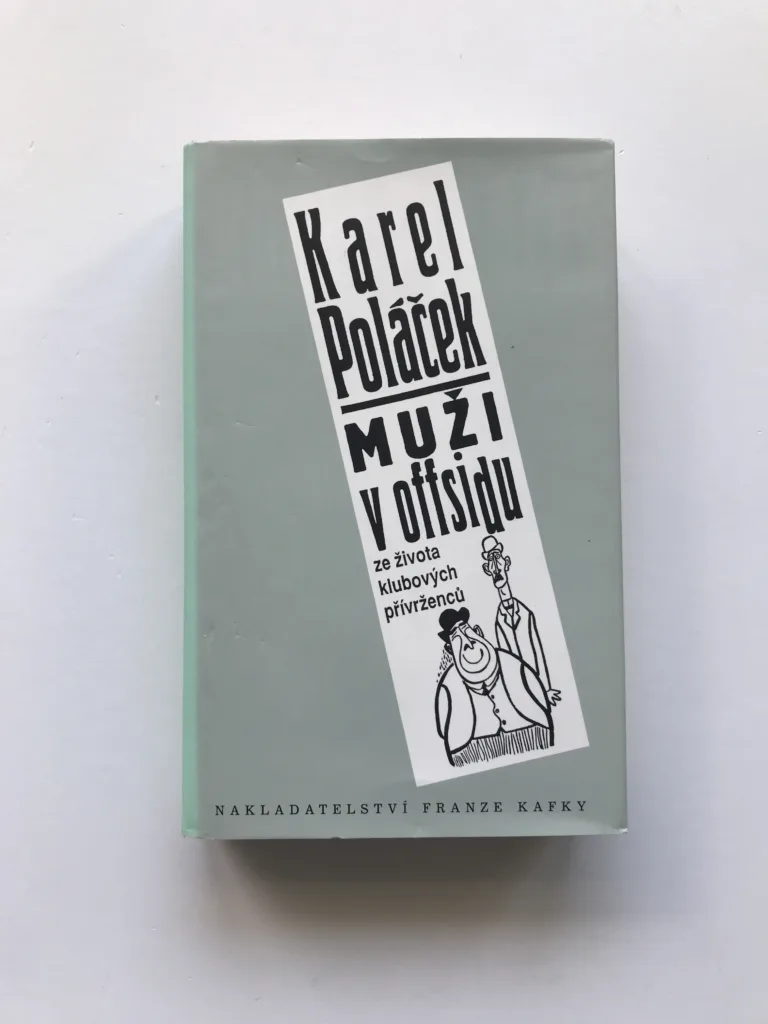 Karel
Poláček
MUŽI
v offsidu
ze života
klubových
přívrženců
NAKLADATELSTVÍ FRANZE KAFKY